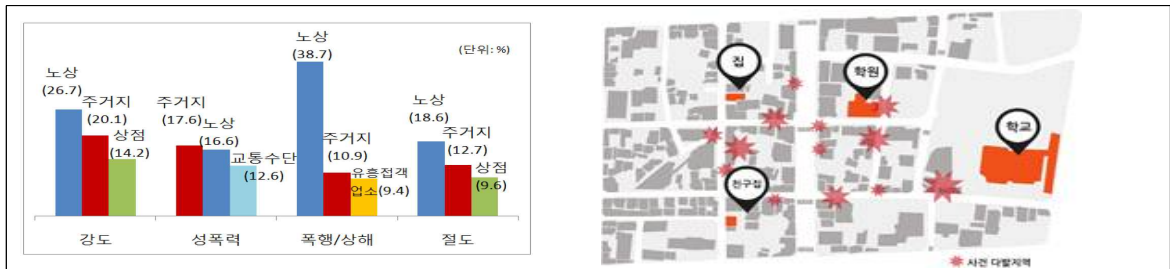 (단위: %)
노상
(26.7)
주거지
(20.1)
상점
(14.2)
강도
주거지
(17.6)
노상
(16.6)
교통수단
(12.6)
성폭력
노상
(38.7)
주거지
(10.9)
유흥접객
업소(9.4)
폭행/상해
노상
(18.6)
주거지
(12.7)
상점
(9.6)
절도
집
학원
학교
친구집
사건 다발지역